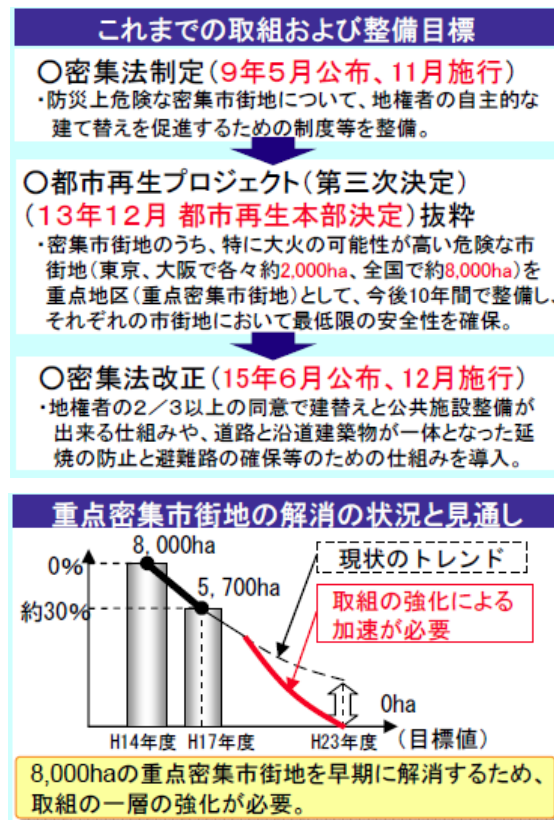 これまでの取組および整備目標
〇密集法制定(9年5月公布、11月施行)
・防災上危険な密集市街地について、地権者の自主的な
建て替えを促進するための制度等を整備。
〇都市再生プロジェクト(第三次決定)
(13年12月 都市再生本部決定)抜粋
・密集市街地のうち、特に大火の可能性が高い危険な市
街地(東京、大阪で各々約2,000ha、全国で約8,000ha)を
重点地区(重点密集市街地)として、今後10年間で整備し、
それぞれの市街地において最低限の安全性を確保。
〇密集法改正(15年6月公布、12月施行)
・地権者の2/3以上の同意で建替えと公共施設整備が
出来る仕組みや、道路と沿道建築物が一体となった延
焼の防止と避難路の確保等のための仕組みを導入。
重点密集市街地の解消の状況と見通し
8,000ha
0%
現状のトレンド
5,700ha
約30%
取組の強化による
加速が必要
0ha
H14年度
H17年度
H23年度
(目標値)
8,000haの重点密集市街地を早期に解消するため、
取組の一層の強化が必要。